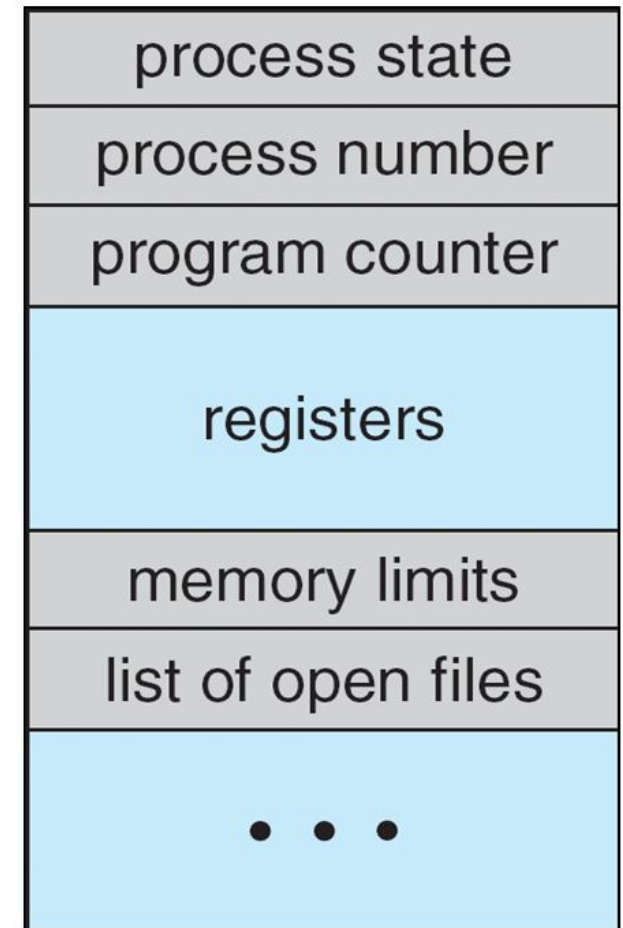 process state
process number
program counter
registers
memory limits
list of open files
• • •